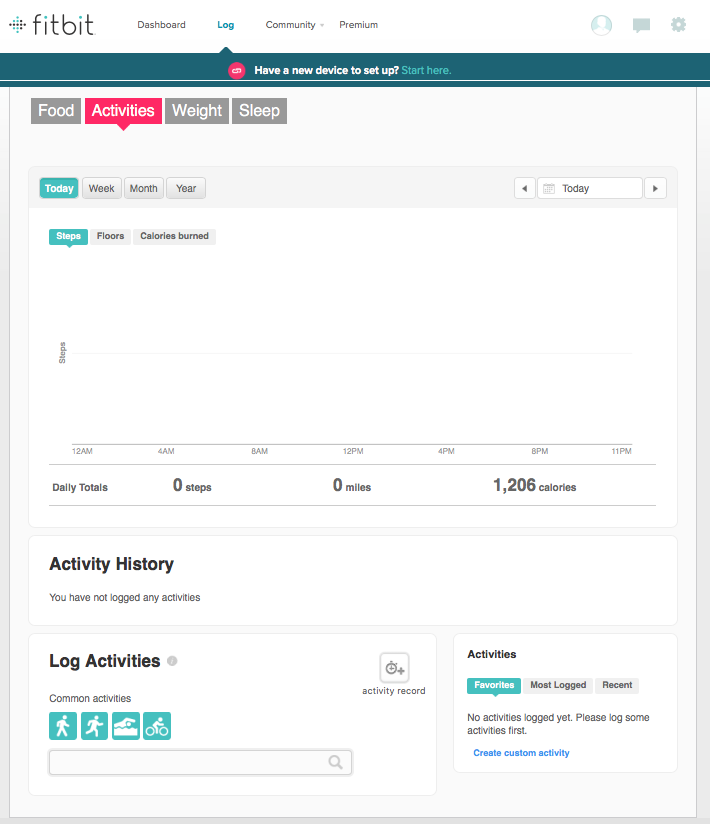 fitbit
Dashboard Log Community Premium
Have a new device to set up? Start here.
Food Activities Weight Sleep
Today Week Month Year Today
Steps Floors Calories burned
Steps
12AM 4AM 8AM 12PM 4PM 8PM 11PM
Daily Totals 0 steps 0 miles 1,206 calories
Activity History
You have not logged any activities
Log Activities
activity record
Common activities
Activities
Favorites Most Logged Recent
No activities logged yet. Please log some
activities first.
Create custom activity